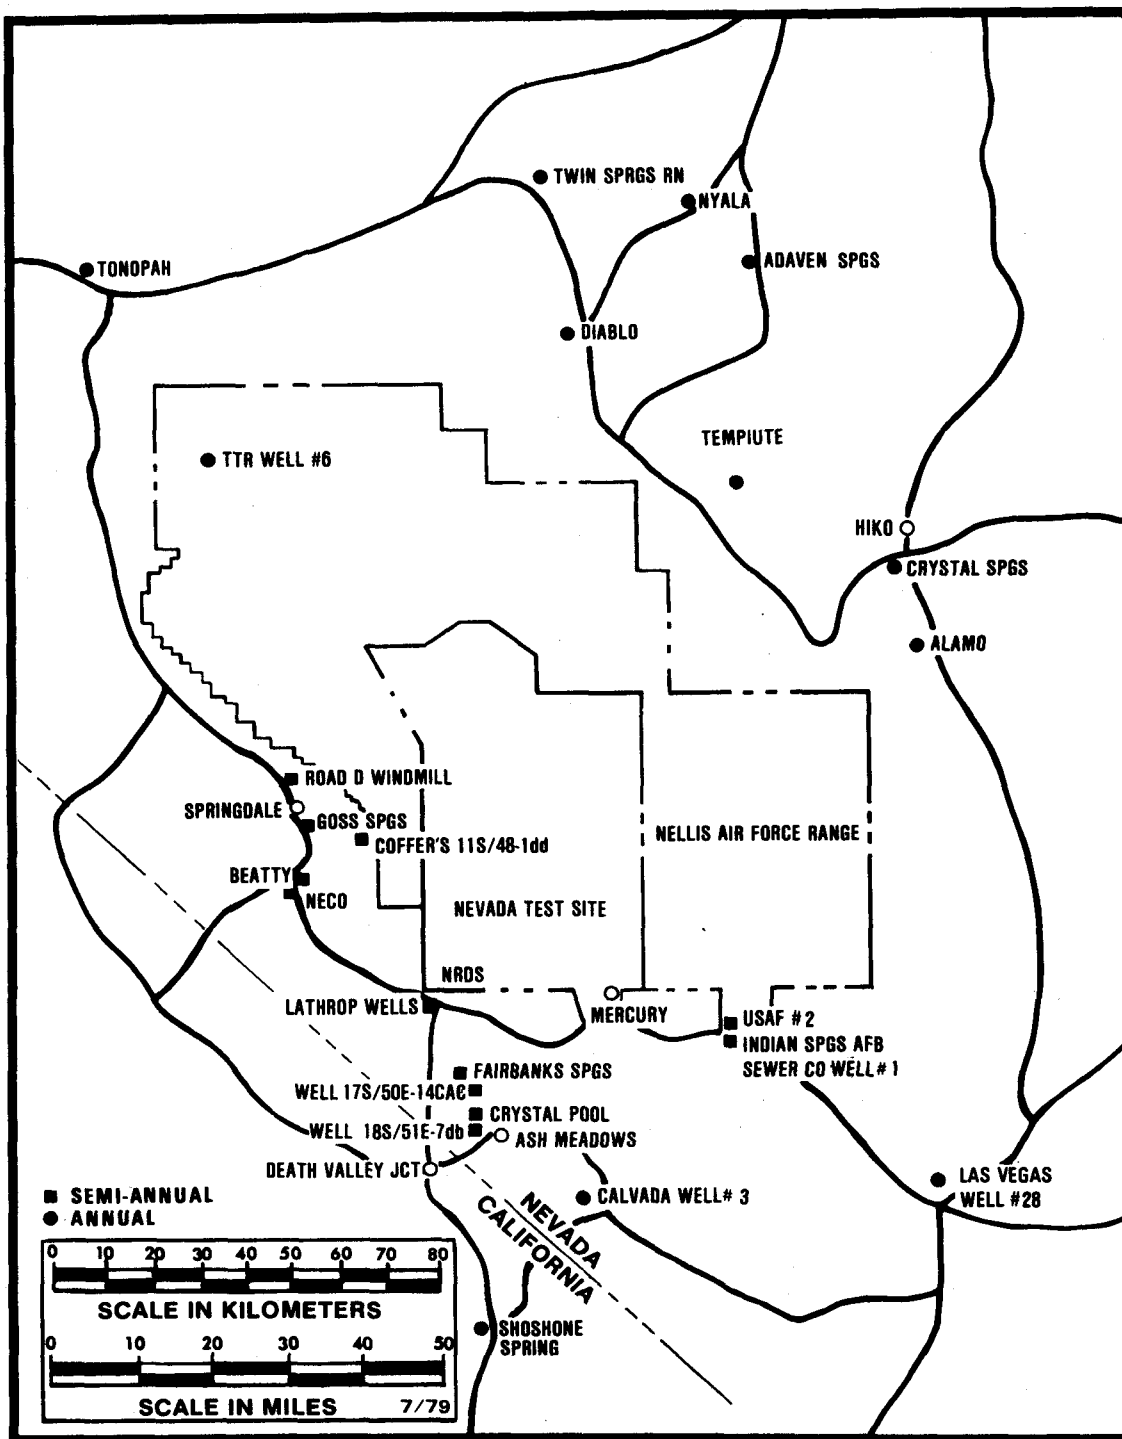 TWIN SPRGS RN
NYALA
TONOPAH
ADAVEN SPGS
DIABLO
TEMPIUTE
TTR WELL #6
HIKO
CRYSTAL SPGS
ALAMO
ROAD D WINDMILL
SPRINGDALE
GOSS SPGS
COFFER'S 11S/48-1dd
NELLIS AIR FORCE RANGE
BEATTY
NECO
NEVADA TEST SITE
NRDS
LATHROP WELLS
MERCURY
USAF #2
INDIAN SPGS AFB
SEWER CO WELL# 1
FAIRBANKS SPGS
WELL 17S/50E-14CAC
CRYSTAL POOL
WELL 18S/51E-7db
ASH MEADOWS
DEATH VALLEY JCT
CALVADA WELL# 3
LAS VEGAS
WELL #28
NEVADA
CALIFORNIA
SHOSHONE
SPRING
SEMI-ANNUAL
ANNUAL
0 10 20 30 40 50 60 70 80
SCALE IN KILOMETERS
0 10 20 30 40 50
SCALE IN MILES 7/79